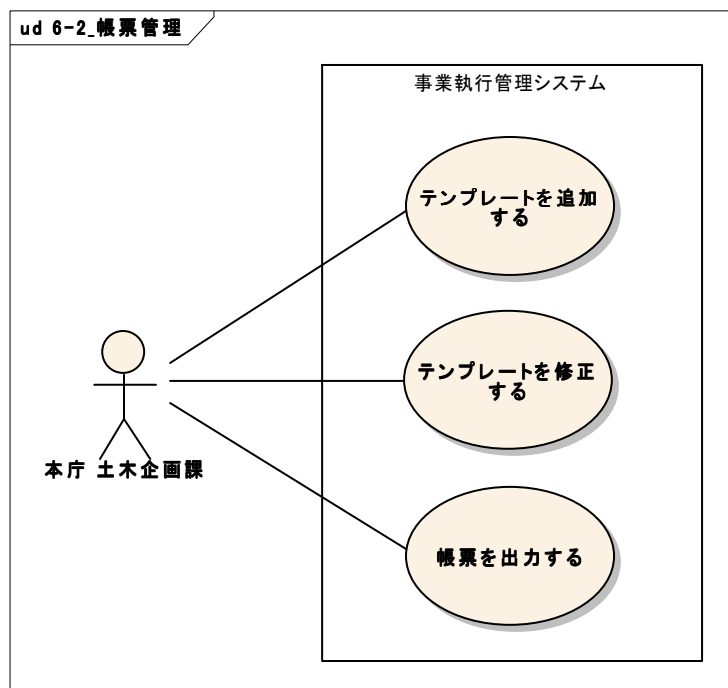 ud 6-2_帳票管理
事業執行管理システム
テンプレートを追加
する
テンプレートを修正
する
本庁 土木企画課
帳票を出力する